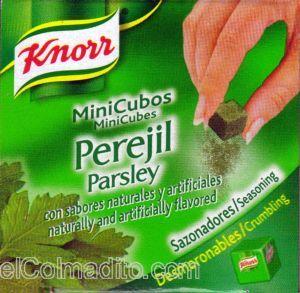 Knorr
MiniCubos
MiniCubes
Perejil
Parsley
con sabores naturales y artificiales
naturally and artificially flavored
Sazonadores/Seasoning
Desmoronables/Crumbling
Knorr
elColmadito.com